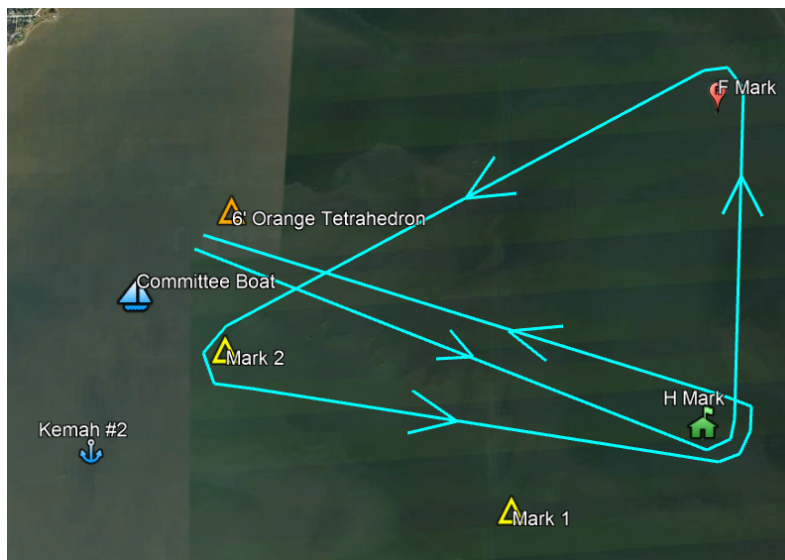 F Mark
6' Orange Tetrahedron
Committee Boat
Mark 2
H Mark
Kemah #2
Mark 1